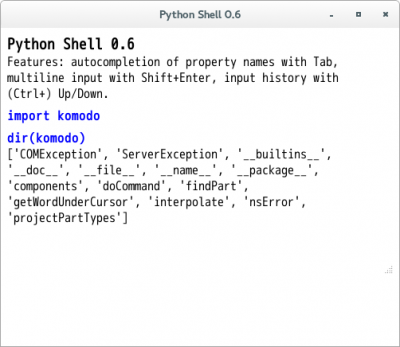 Python Shell 0.6
Python Shell 0.6
Features: autocompletion of property names with Tab,
multiline input with Shift+Enter, input history with
(Ctrl+) Up/Down.
import komodo
dir(komodo)
['COMException', 'ServerException', '__builtins__',
'__doc__', '__file__', '__name__', '__package__',
'components', 'doCommand', 'findPart',
'getWordUnderCursor', 'interpolate', 'nsError',
'projectPartTypes']